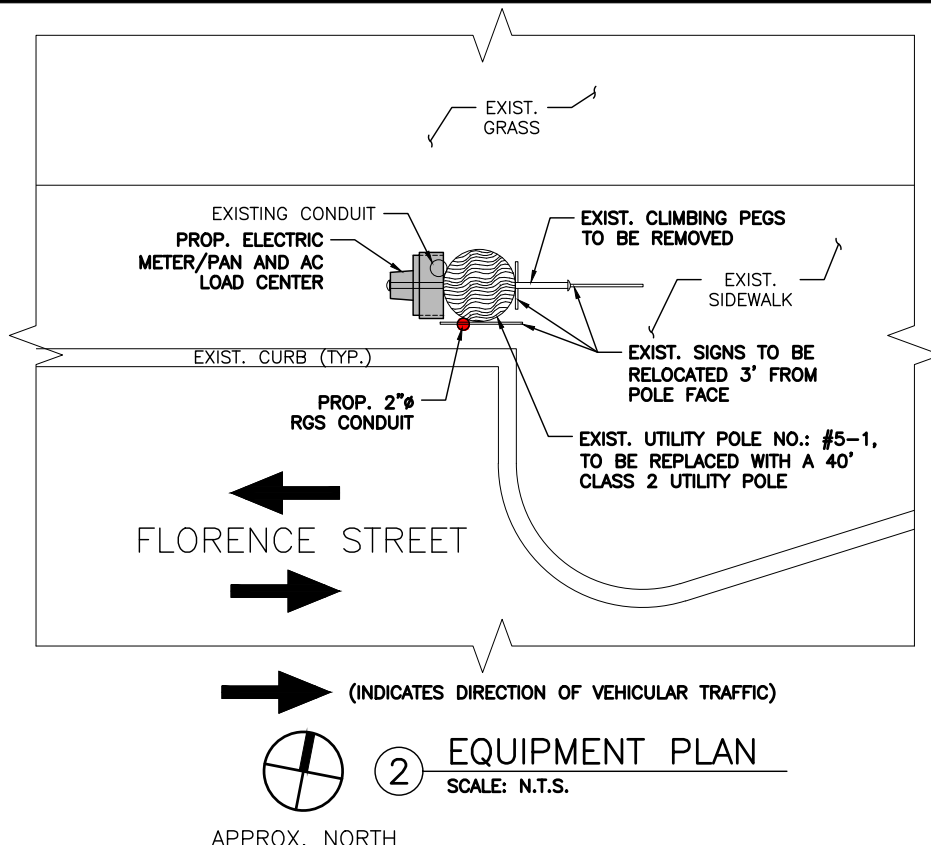 EXIST.
GRASS
EXISTING CONDUIT
PROP. ELECTRIC
METER/PAN AND AC
LOAD CENTER
EXIST. CLIMBING PEGS
TO BE REMOVED
EXIST.
SIDEWALK
EXIST. CURB (TYP.)
EXIST. SIGNS TO BE
RELOCATED 3' FROM
POLE FACE
PROP. 2"ø
RGS CONDUIT
EXIST. UTILITY POLE NO.: #5-1,
TO BE REPLACED WITH A 40'
CLASS 2 UTILITY POLE
FLORENCE STREET
(INDICATES DIRECTION OF VEHICULAR TRAFFIC)
2
EQUIPMENT PLAN
SCALE: N.T.S.
APPROX. NORTH